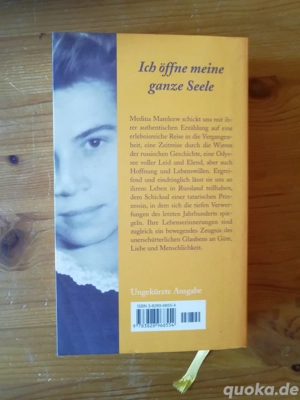 Ich öffne meine
ganze Seele
Medina Mamleew schickt uns mit ih-
rer authentischen Erzählung auf eine
erlebnisreiche Reise in die Vergangen-
heit, eine Zeitreise durch die Wirren
der russischen Geschichte, eine Odys-
see voller Leid und Elend, aber auch
Hoffnung und Lebenswillen. Ergrei-
fend und eindringlich lässt sie uns an
ihrem Leben in Russland teilhaben,
dem Schicksal einer tatarischen Prin-
zessin, in dem sich die tiefen Verwer-
fungen des letzten Jahrhunderts spie-
geln. Ihre Lebenserinnerungen sind
zugleich ein bewegendes Zeugnis des
unerschütterlichen Glaubens an Gott,
Liebe und Menschlichkeit.
Ungekürzte Ausgabe
quoka.de